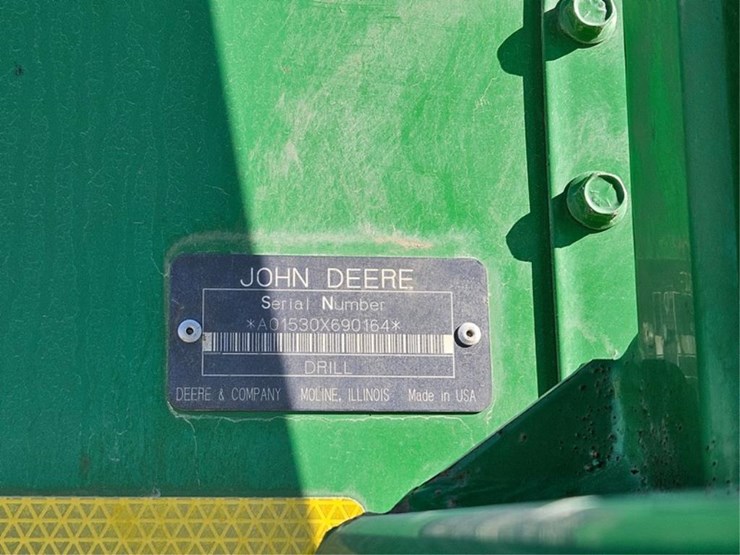 JOHN DEERE
Serial Number
*A01530X690164*
DRILL
DEERE & COMPANY MOLINE, ILLINOIS Made in USA